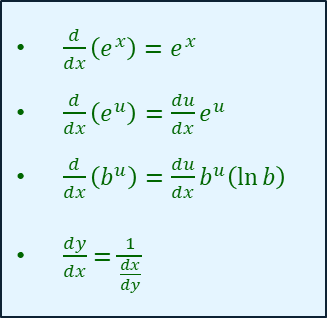 • d/dx (e^x) = e^x
• d/dx (e^u) = du/dx e^u
• d/dx (b^u) = du/dx b^u (ln b)
• dy/dx = 1/(dx/dy)